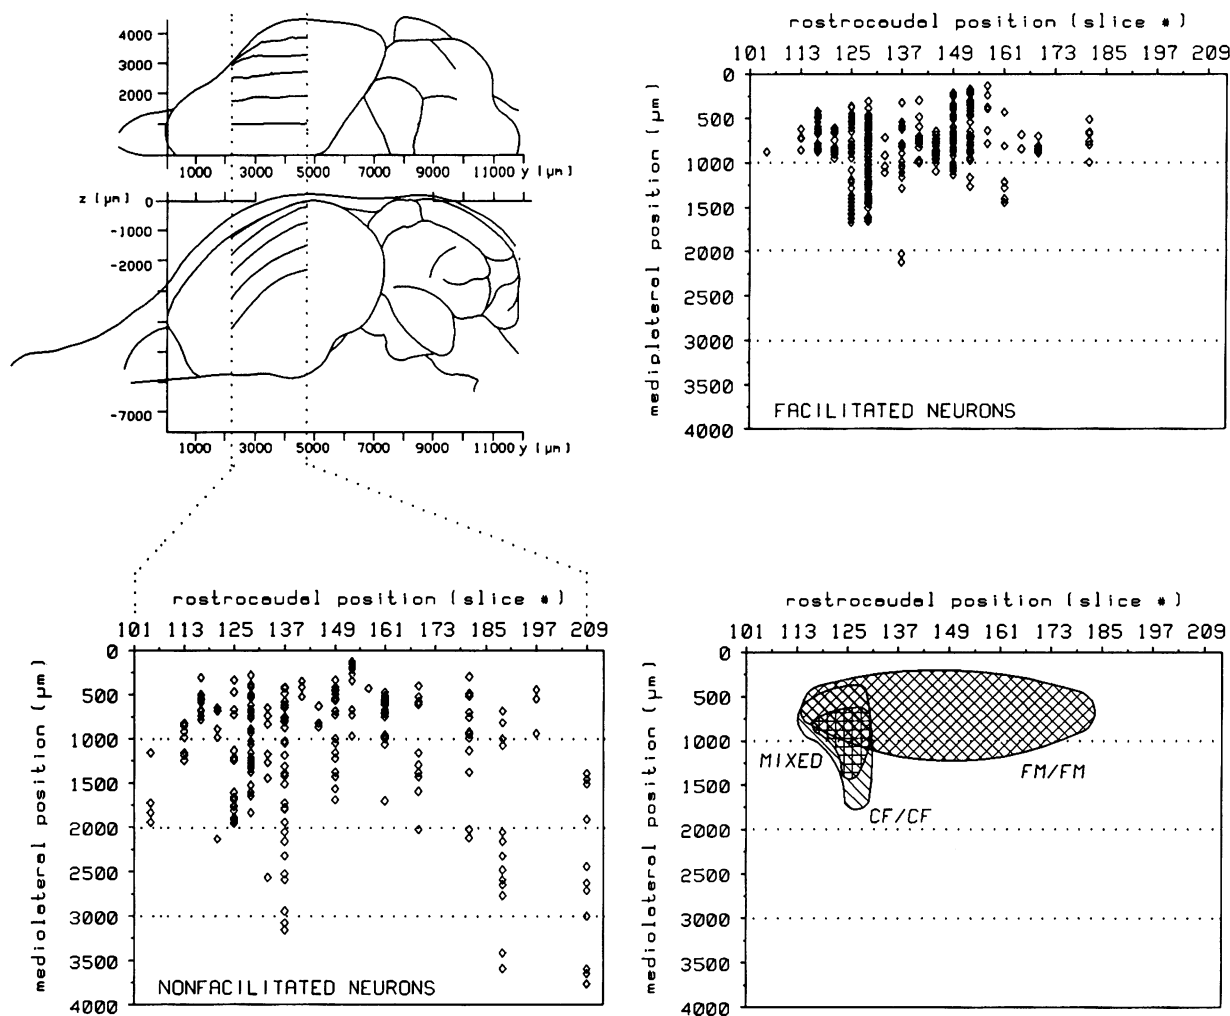 4000
3000
2000
1000
1000 3000 5000 7000 9000 11000 y [µm]
z [µm]
0
-1000
-2000
-7000
1000 3000 5000 7000 9000 11000 y [µm]
rostrocaudal position (slice #)
101 113 125 137 149 161 173 185 197 209
mediplateral position (µm)
0
500
1000
1500
2000
2500
3000
3500
4000
FACILITATED NEURONS
rostrocaudal position (slice #)
101 113 125 137 149 161 173 185 197 209
mediolateral position (µm)
0
500
1000
1500
2000
2500
3000
3500
4000
NONFACILITATED NEURONS
rostrocaudal position (slice #)
101 113 125 137 149 161 173 185 197 209
mediolateral position (µm)
0
500
1000
1500
2000
2500
3000
3500
4000
MIXED
FM/FM
CF/CF